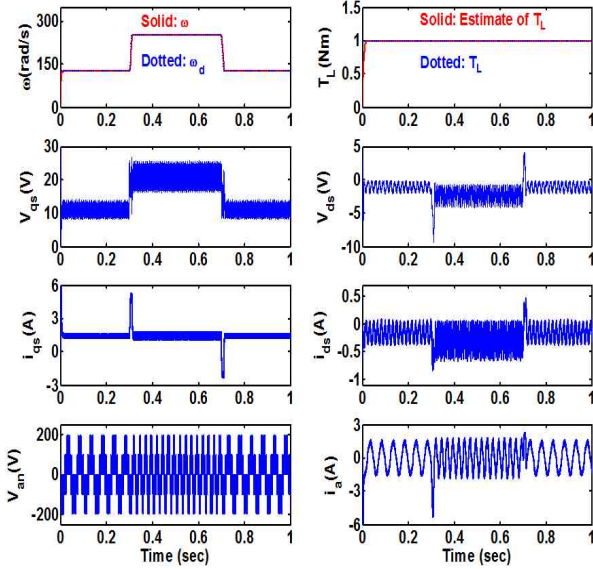 Solid: ω
Dotted: ω_d
ω(rad/s)
350
250
150
50
0 0.2 0.4 0.6 0.8 1
Solid: Estimate of T_L
Dotted: T_L
T_L(Nm)
1.5
1
0.5
0
0 0.2 0.4 0.6 0.8 1
V_qs(V)
30
20
10
0
0 0.2 0.4 0.6 0.8 1
V_ds(V)
5
0
-5
-10
0 0.2 0.4 0.6 0.8 1
i_qs(A)
6
3
0
-3
0 0.2 0.4 0.6 0.8 1
i_ds(A)
0.5
0
-0.5
-1
0 0.2 0.4 0.6 0.8 1
V_an(V)
200
0
-200
0 0.2 0.4 0.6 0.8 1
Time (sec)
i_a(A)
3
0
-3
-6
0 0.2 0.4 0.6 0.8 1
Time (sec)